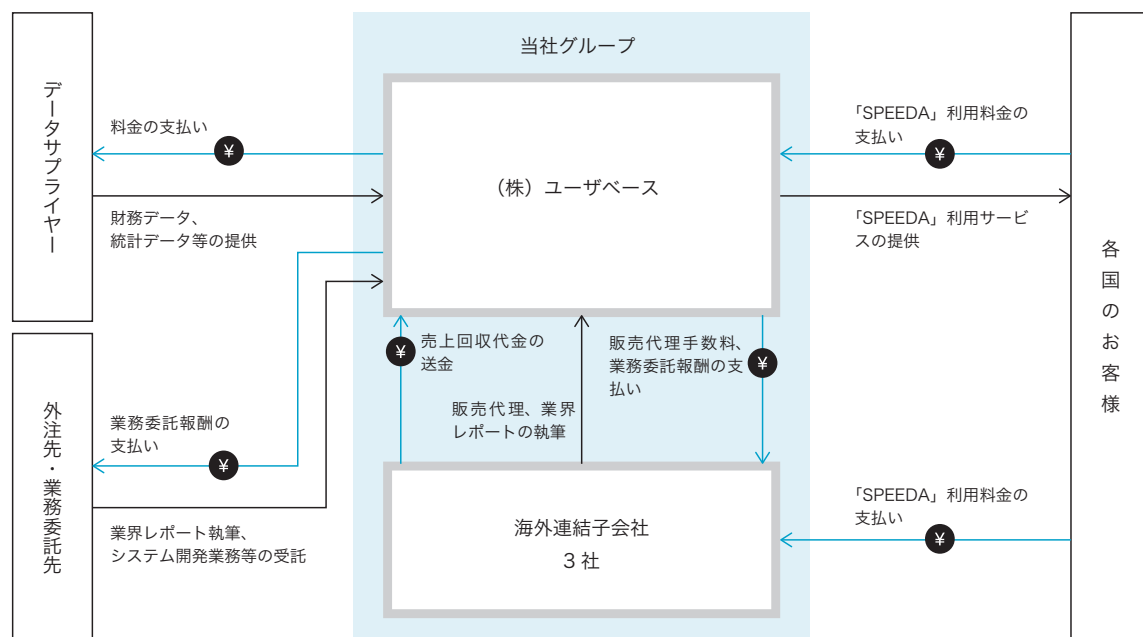 当社グループ
データサプライヤー
料金の支払い
¥
財務データ、
統計データ等の提供
（株）ユーザベース
「SPEEDA」利用料金の
支払い
¥
「SPEEDA」利用サービ
スの提供
各国のお客様
外注先・業務委託先
業務委託報酬の
支払い
¥
業界レポート執筆、
システム開発業務等の受託
¥
売上回収代金の
送金
販売代理、業界
レポートの執筆
販売代理手数料、
業務委託報酬の支
払い
¥
海外連結子会社
3 社
「SPEEDA」利用料金の
支払い
¥